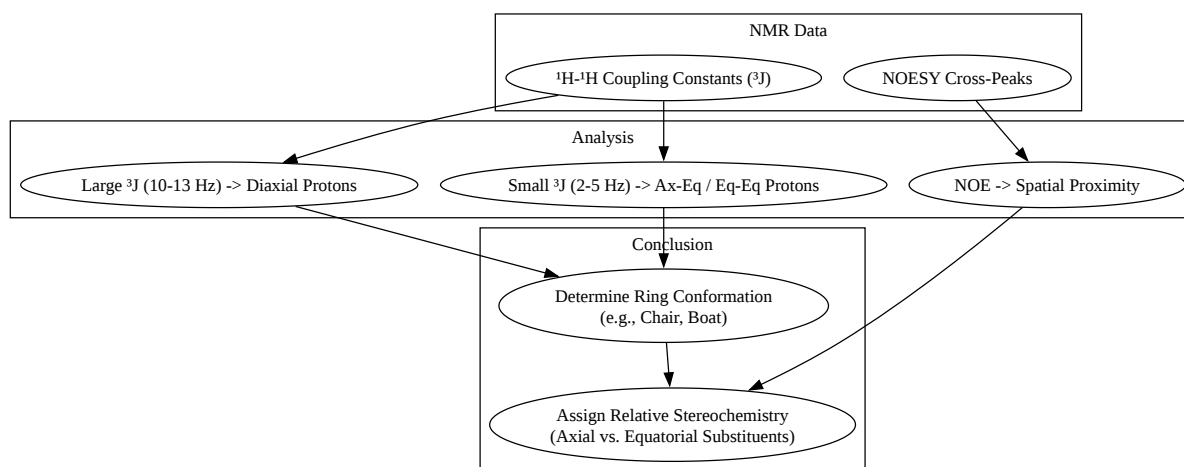 NMR Data
¹H-¹H Coupling Constants (³J)
NOESY Cross-Peaks
Analysis
Large ³J (10-13 Hz) -> Diaxial Protons
Small ³J (2-5 Hz) -> Ax-Eq / Eq-Eq Protons
NOE -> Spatial Proximity
Conclusion
Determine Ring Conformation
(e.g., Chair, Boat)
Assign Relative Stereochemistry
(Axial vs. Equatorial Substituents)